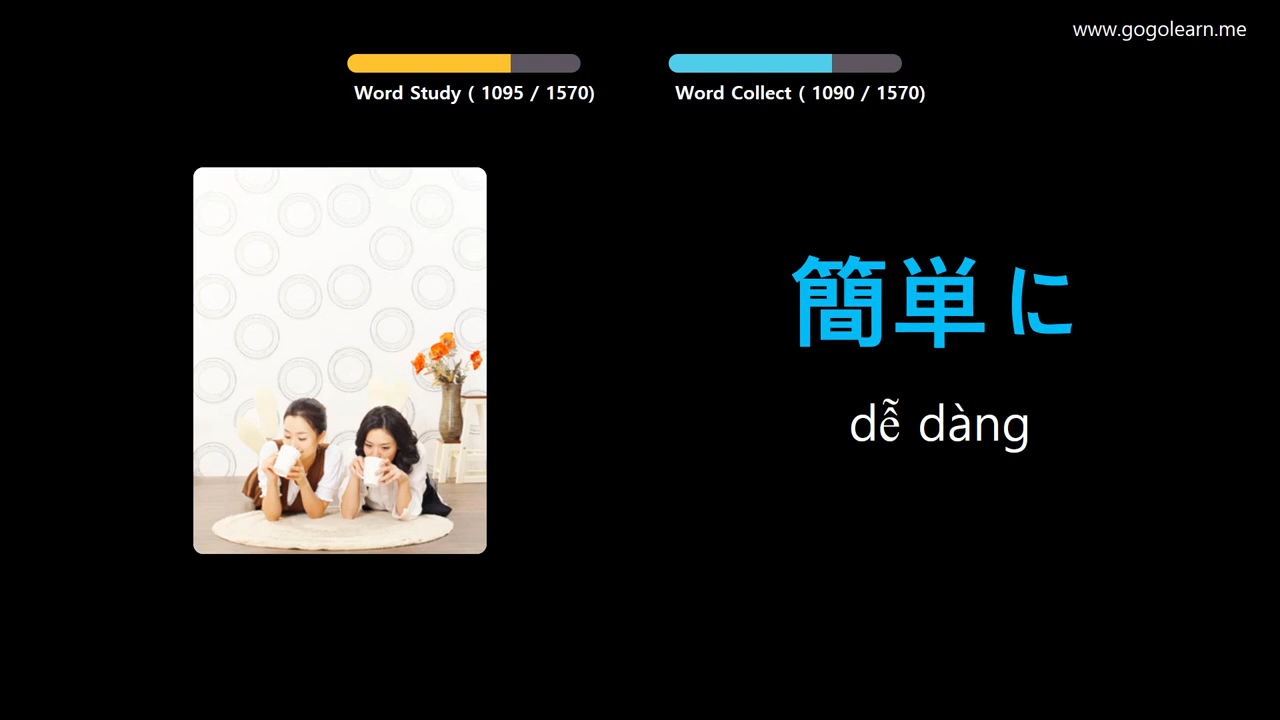 www.gogolearn.me
Word Study ( 1095 / 1570)
Word Collect ( 1090 / 1570)
簡単に
dễ dàng